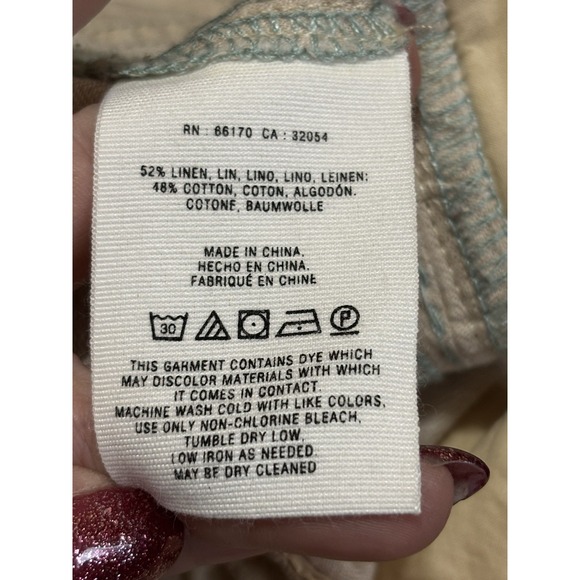 RN : 66170 CA : 32054
52% LINEN, LIN, LINO, LINO, LEINEN:
48% COTTON, COTON, ALGODÓN.
COTONE, BAUMWOLLE
MADE IN CHINA.
HECHO EN CHINA.
FABRIQUÉ EN CHINE
30 P
THIS GARMENT CONTAINS DYE WHICH
MAY DISCOLOR MATERIALS WITH WHICH
IT COMES IN CONTACT.
MACHINE WASH COLD WITH LIKE COLORS,
USE ONLY NON-CHLORINE BLEACH,
TUMBLE DRY LOW,
LOW IRON AS NEEDED
MAY BE DRY CLEANED